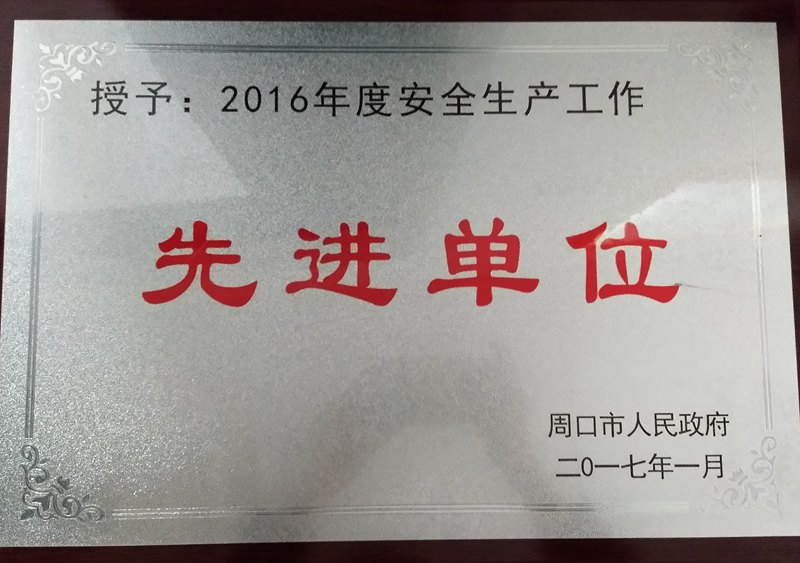 授予：2016年度安全生产工作
先进单位
周口市人民政府
二0一七年一月